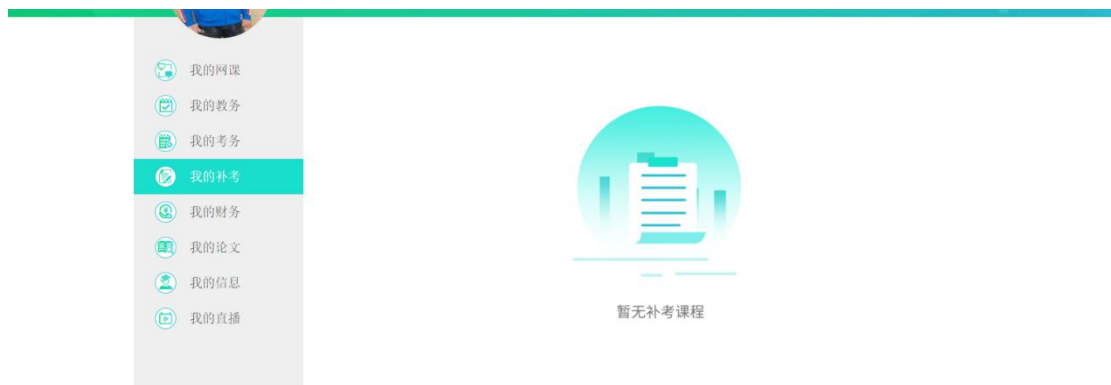 我的网课
我的教务
我的考务
我的补考
我的财务
我的论文
我的信息
我的直播
暂无补考课程